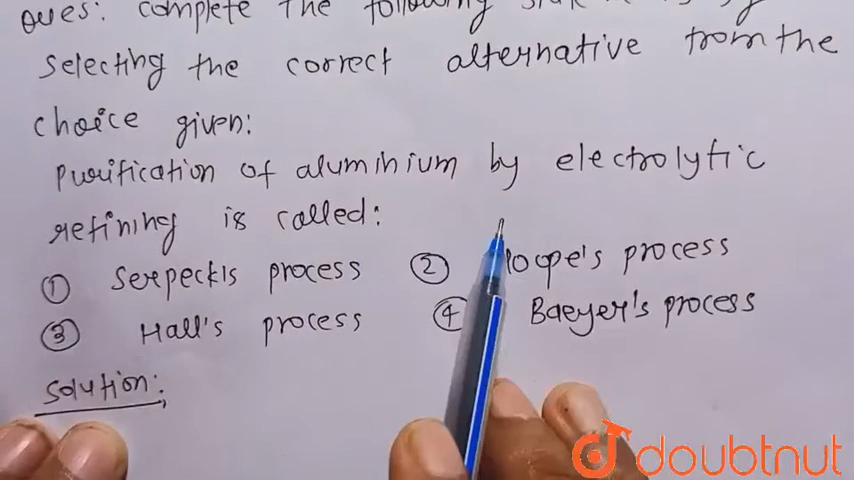 Ques: Complete the following
Selecting the correct alternative from the
choice given:
Purification of aluminium by electrolytic
refining is called:
① Serpeck's process ② Hoope's process
③ Hall's process ④ Baeyer's process
Solution:
doubtnut